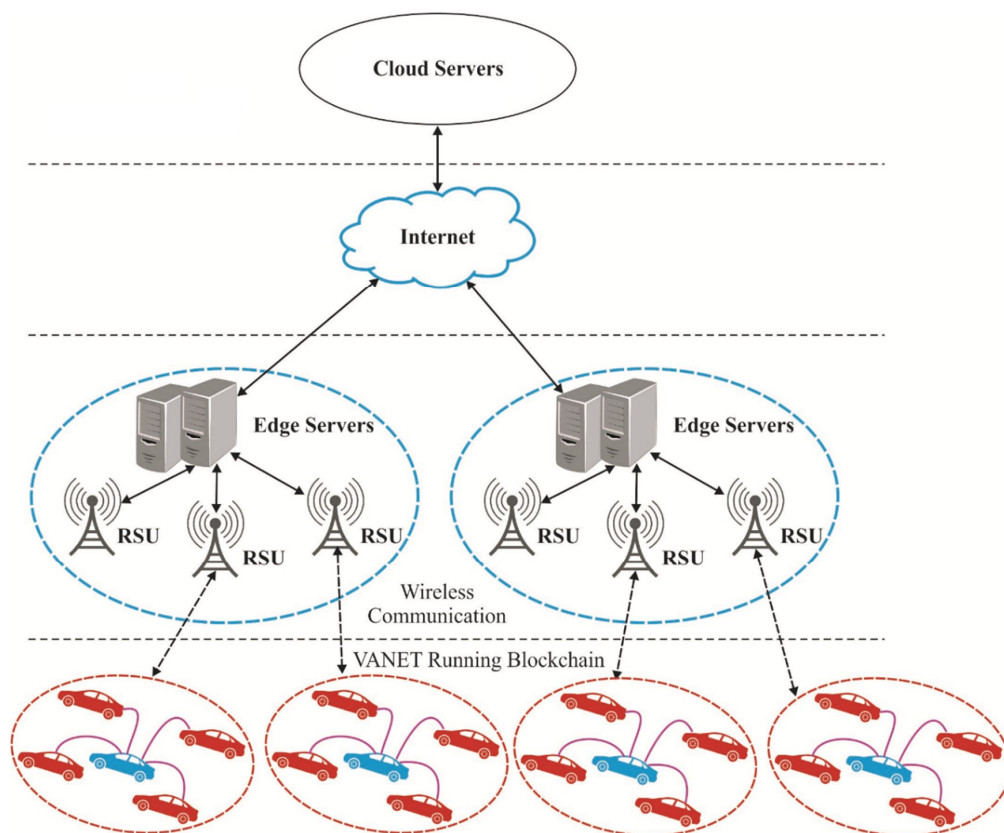 Cloud Servers
Internet
Edge Servers
Edge Servers
RSU
RSU
RSU
RSU
RSU
RSU
Wireless
Communication
VANET Running Blockchain